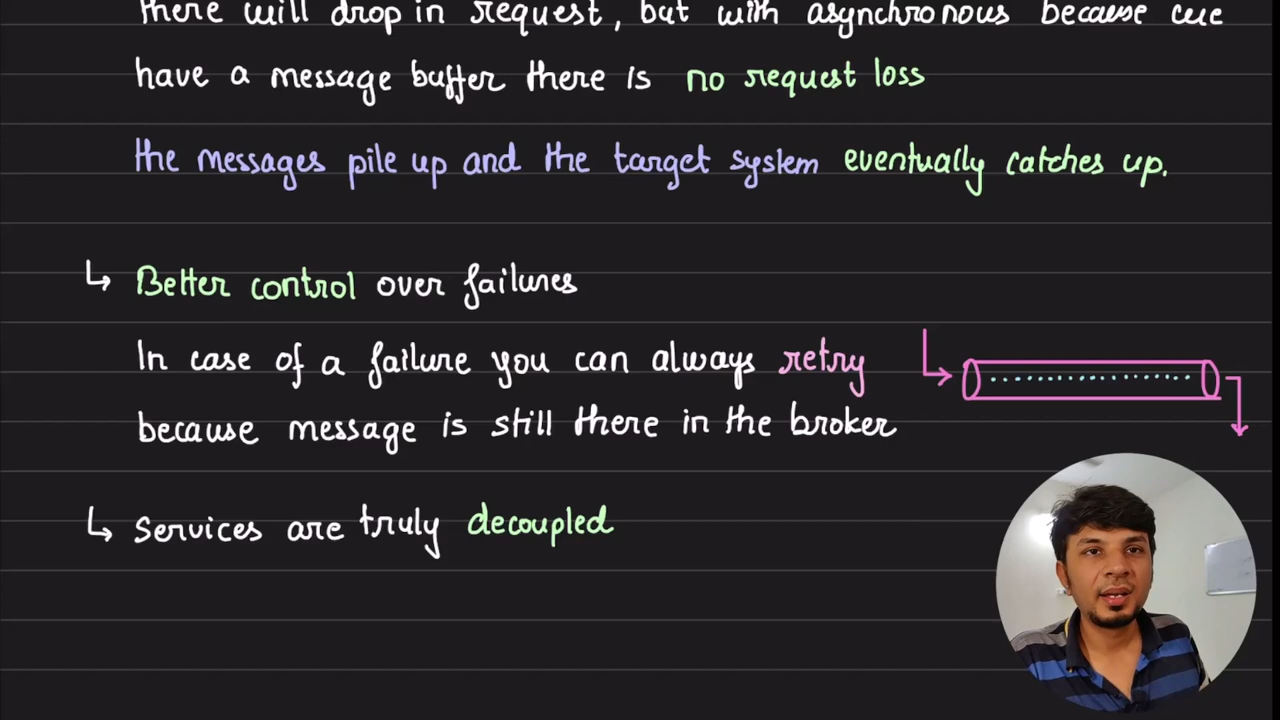 there will drop in request, but with asynchronous because we
have a message buffer there is no request loss
the messages pile up and the target system eventually catches up.
↳ Better control over failures
In case of a failure you can always retry
because message is still there in the broker
↳ Services are truly decoupled